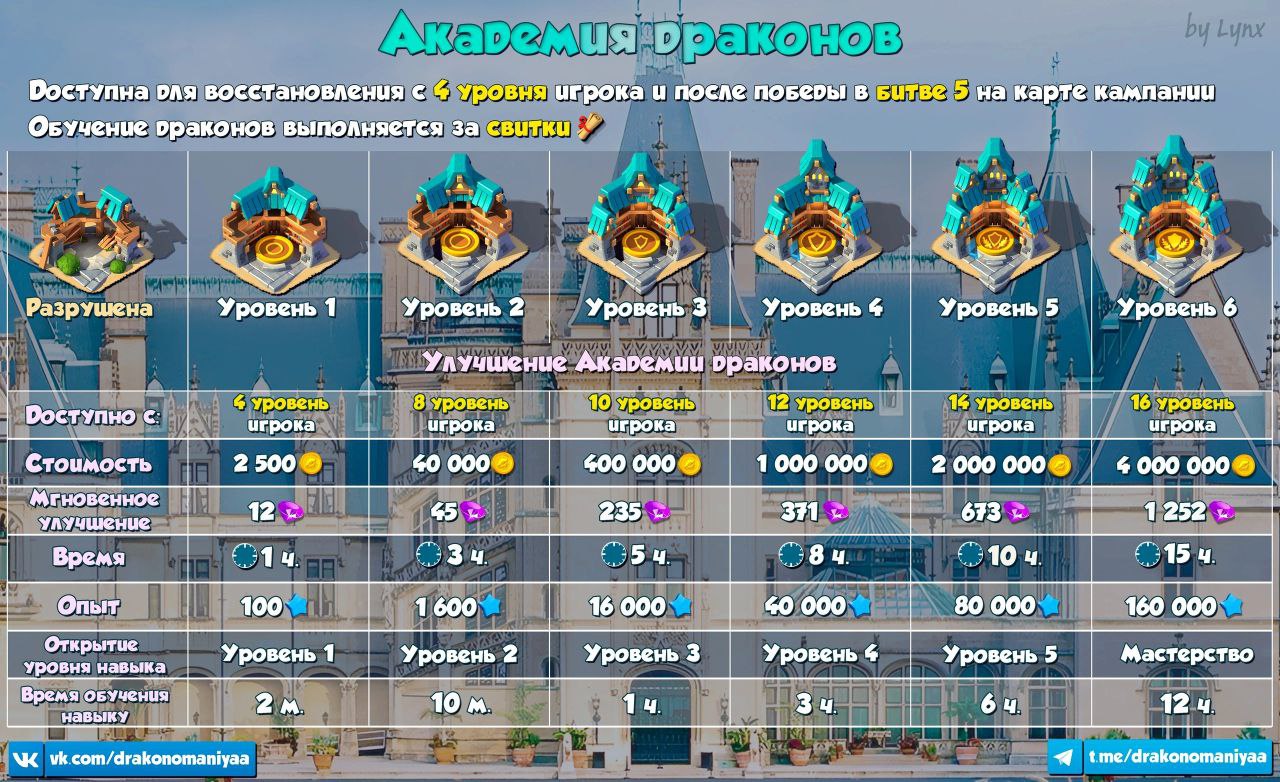 Академия драконов
by Lynx
Доступна для восстановления с 4 уровня игрока и после победы в битве 5 на карте кампании
Обучение драконов выполняется за свитки
Разрушена Уровень 1 Уровень 2 Уровень 3 Уровень 4 Уровень 5 Уровень 6
Улучшение Академии драконов
Доступно с: 4 уровень игрока 8 уровень игрока 10 уровень игрока 12 уровень игрока 14 уровень игрока 16 уровень игрока
Стоимость 2 500 40 000 400 000 1 000 000 2 000 000 4 000 000
Мгновенное улучшение 12 45 235 371 673 1 252
Время 1 ч. 3 ч. 5 ч. 8 ч. 10 ч. 15 ч.
Опыт 100 1 600 16 000 40 000 80 000 160 000
Открытие уровня навыка Уровень 1 Уровень 2 Уровень 3 Уровень 4 Уровень 5 Мастерство
Время обучения навыку 2 м. 10 м. 1 ч. 3 ч. 6 ч. 12 ч.
vk.com/drakonomaniyaa
t.me/drakonomaniyaa